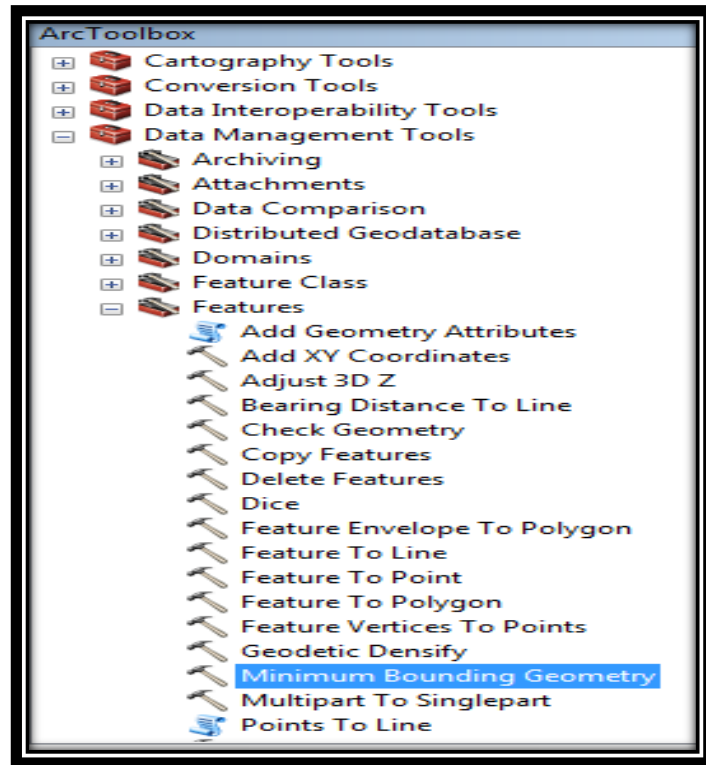 ArcToolbox
Cartography Tools
Conversion Tools
Data Interoperability Tools
Data Management Tools
Archiving
Attachments
Data Comparison
Distributed Geodatabase
Domains
Feature Class
Features
Add Geometry Attributes
Add XY Coordinates
Adjust 3D Z
Bearing Distance To Line
Check Geometry
Copy Features
Delete Features
Dice
Feature Envelope To Polygon
Feature To Line
Feature To Point
Feature To Polygon
Feature Vertices To Points
Geodetic Densify
Minimum Bounding Geometry
Multipart To Singlepart
Points To Line